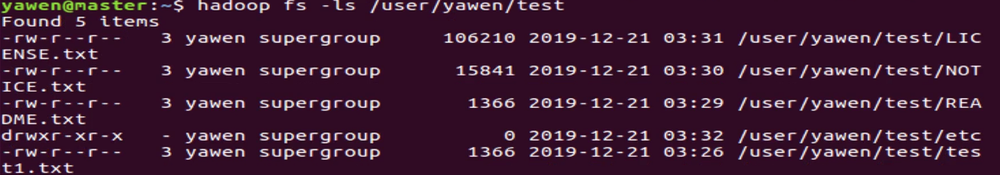 yawen@master:~$ hadoop fs -ls /user/yawen/test
Found 5 items
-rw-r--r--   3 yawen supergroup     106210 2019-12-21 03:31 /user/yawen/test/LIC
ENSE.txt
-rw-r--r--   3 yawen supergroup      15841 2019-12-21 03:30 /user/yawen/test/NOT
ICE.txt
-rw-r--r--   3 yawen supergroup       1366 2019-12-21 03:29 /user/yawen/test/REA
DME.txt
drwxr-xr-x   - yawen supergroup          0 2019-12-21 03:32 /user/yawen/test/etc
-rw-r--r--   3 yawen supergroup       1366 2019-12-21 03:26 /user/yawen/test/tes
t1.txt